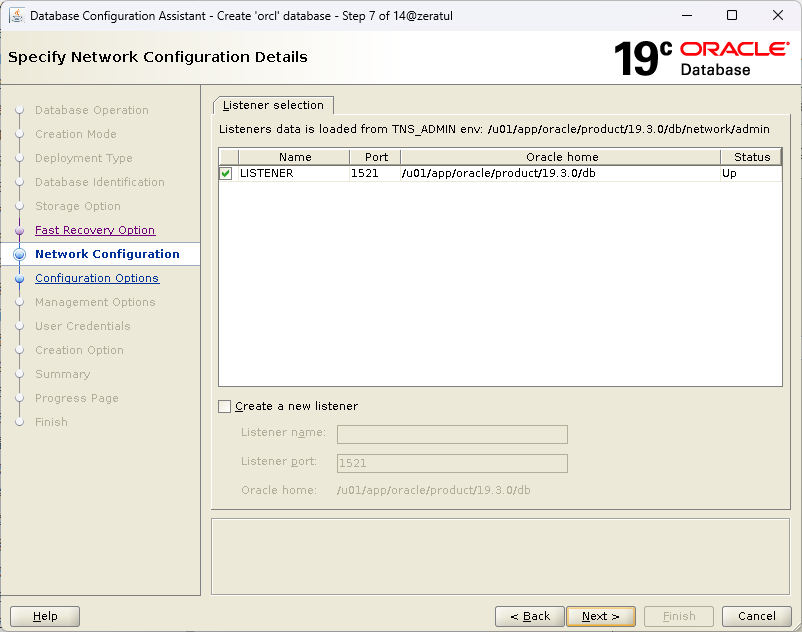 Database Configuration Assistant - Create 'orcl' database - Step 7 of 14@zeratul
Specify Network Configuration Details
19c ORACLE
Database
Database Operation
Creation Mode
Deployment Type
Database Identification
Storage Option
Fast Recovery Option
Network Configuration
Configuration Options
Management Options
User Credentials
Creation Option
Summary
Progress Page
Finish
Listener selection
Listeners data is loaded from TNS_ADMIN env: /u01/app/oracle/product/19.3.0/db/network/admin
Name Port Oracle home Status
LISTENER 1521 /u01/app/oracle/product/19.3.0/db Up
Create a new listener
Listener name:
Listener port: 1521
Oracle home: /u01/app/oracle/product/19.3.0/db
Help < Back Next > Finish Cancel